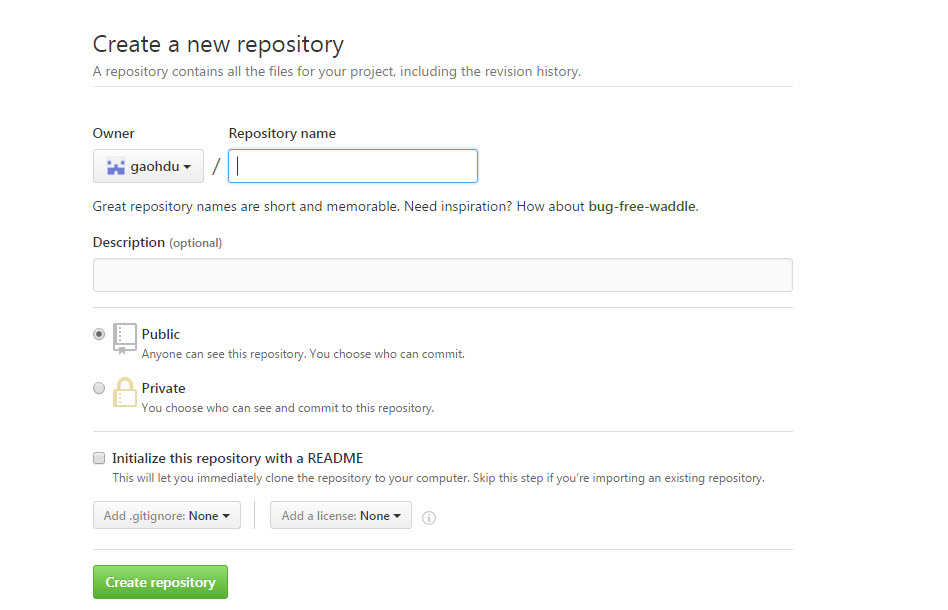 Create a new repository
A repository contains all the files for your project, including the revision history.
Owner Repository name
gaohdu /
Great repository names are short and memorable. Need inspiration? How about bug-free-waddle.
Description (optional)
Public
Anyone can see this repository. You choose who can commit.
Private
You choose who can see and commit to this repository.
Initialize this repository with a README
This will let you immediately clone the repository to your computer. Skip this step if you’re importing an existing repository.
Add .gitignore: None Add a license: None
Create repository